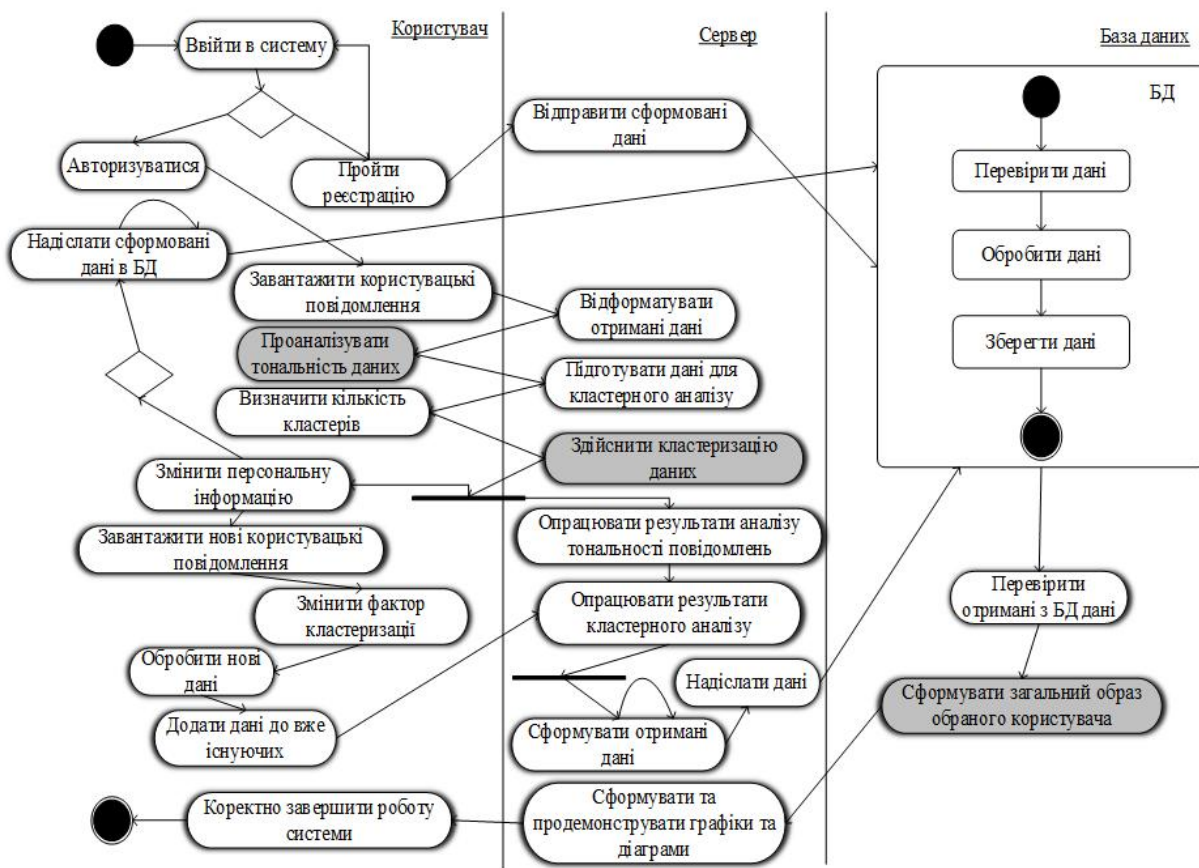 Користувач
Сервер
База даних
Ввійти в систему
Авторизуватися
Пройти
реєстрацію
Надіслати сформовані
дані в БД
Завантажити користувацькі
повідомлення
Проаналізувати
тональність даних
Визначити кількість
кластерів
Змінити персональну
інформацію
Завантажити нові користувацькі
повідомлення
Змінити фактор
кластеризації
Обробити нові
дані
Додати дані до вже
існуючих
Коректно завершити роботу
системи
Відправити сформовані
дані
Відформатувати
отримані дані
Підготувати дані для
кластерного аналізу
Здійснити кластеризацію
даних
Опрацювати результати аналізу
тональності повідомлень
Опрацювати результати
кластерного аналізу
Надіслати дані
Сформувати отримані
дані
Сформувати та
продемонструвати графіки та
діаграми
БД
Перевірити дані
Обробити дані
Зберегти дані
Перевірити
отримані з БД дані
Сформувати загальний образ
обраного користувача